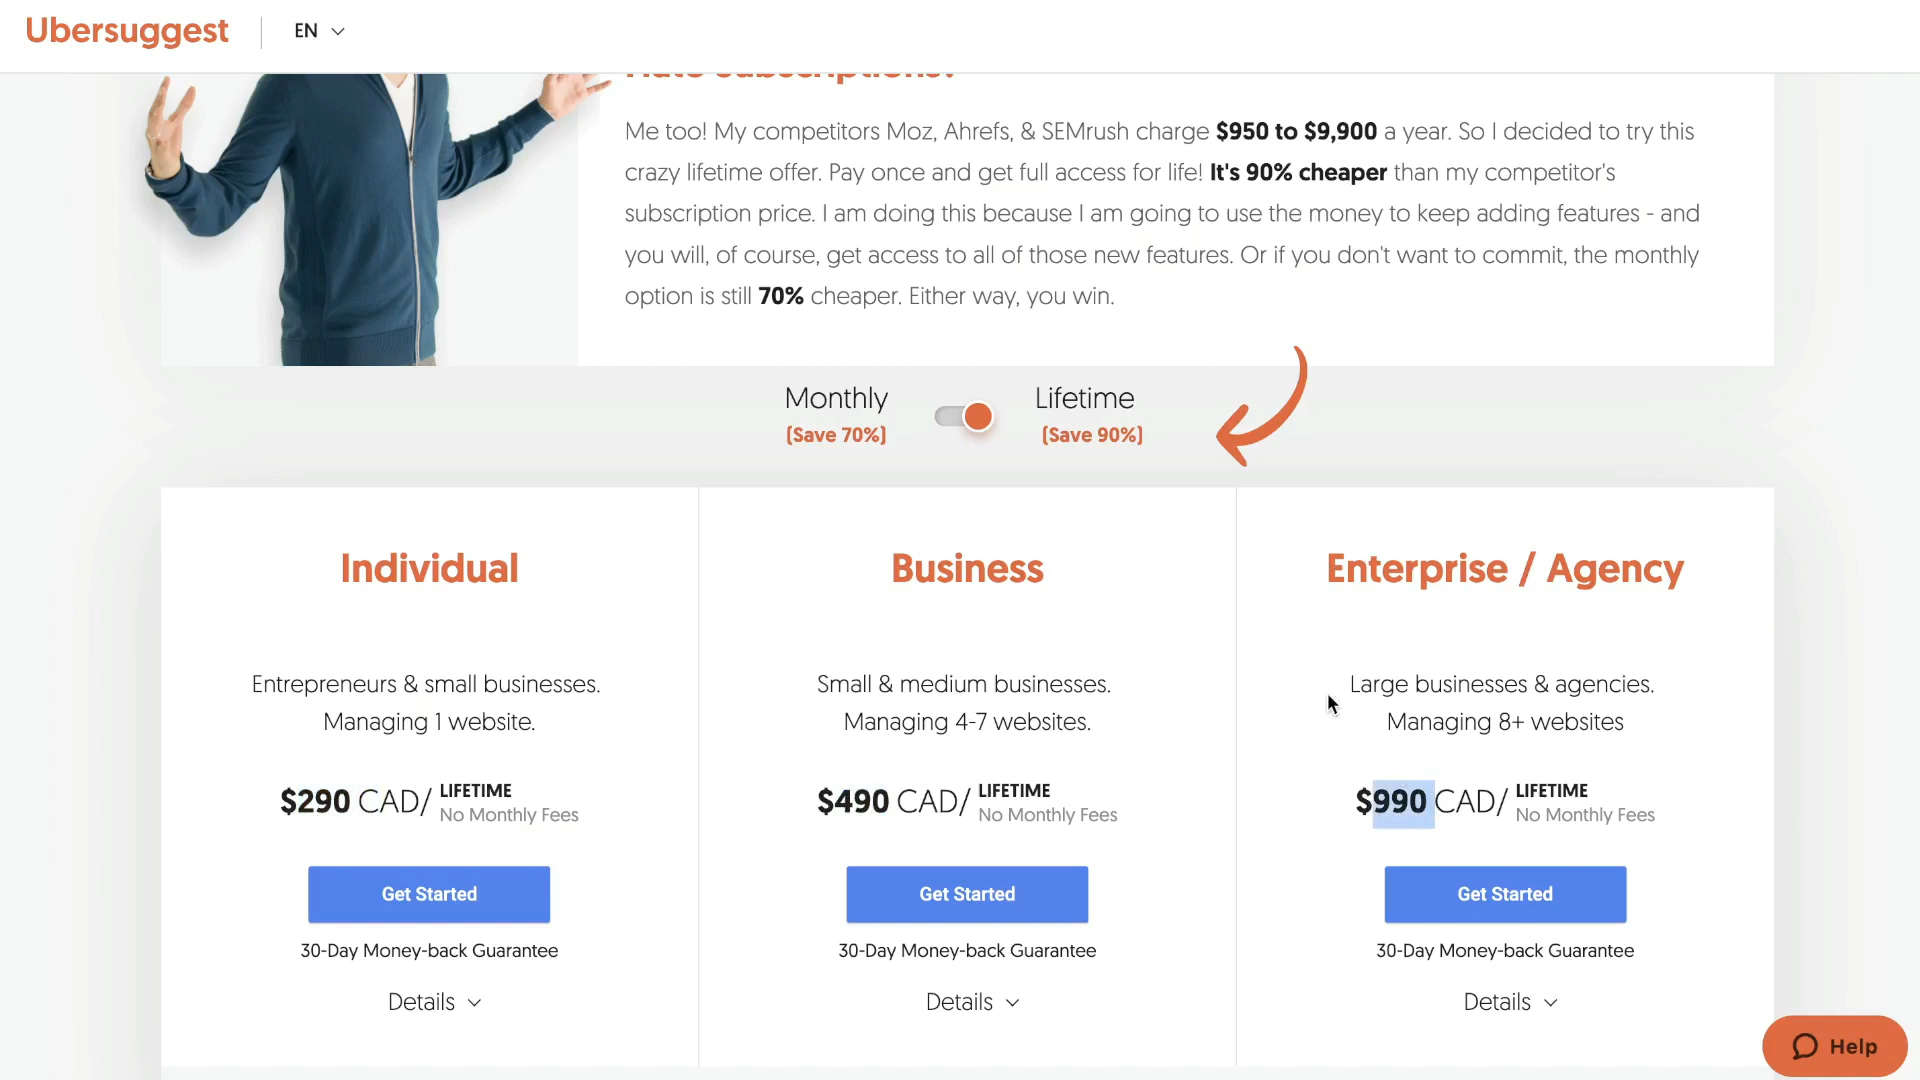 Ubersuggest
EN
Me too! My competitors Moz, Ahrefs, & SEMrush charge $950 to $9,900 a year. So I decided to try this
crazy lifetime offer. Pay once and get full access for life! It's 90% cheaper than my competitor's
subscription price. I am doing this because I am going to use the money to keep adding features - and
you will, of course, get access to all of those new features. Or if you don't want to commit, the monthly
option is still 70% cheaper. Either way, you win.
Monthly
(Save 70%)
Lifetime
(Save 90%)
Individual
Entrepreneurs & small businesses.
Managing 1 website.
$290 CAD/ LIFETIME
No Monthly Fees
Get Started
30-Day Money-back Guarantee
Details
Business
Small & medium businesses.
Managing 4-7 websites.
$490 CAD/ LIFETIME
No Monthly Fees
Get Started
30-Day Money-back Guarantee
Details
Enterprise / Agency
Large businesses & agencies.
Managing 8+ websites
$990 CAD/ LIFETIME
No Monthly Fees
Get Started
30-Day Money-back Guarantee
Details
Help